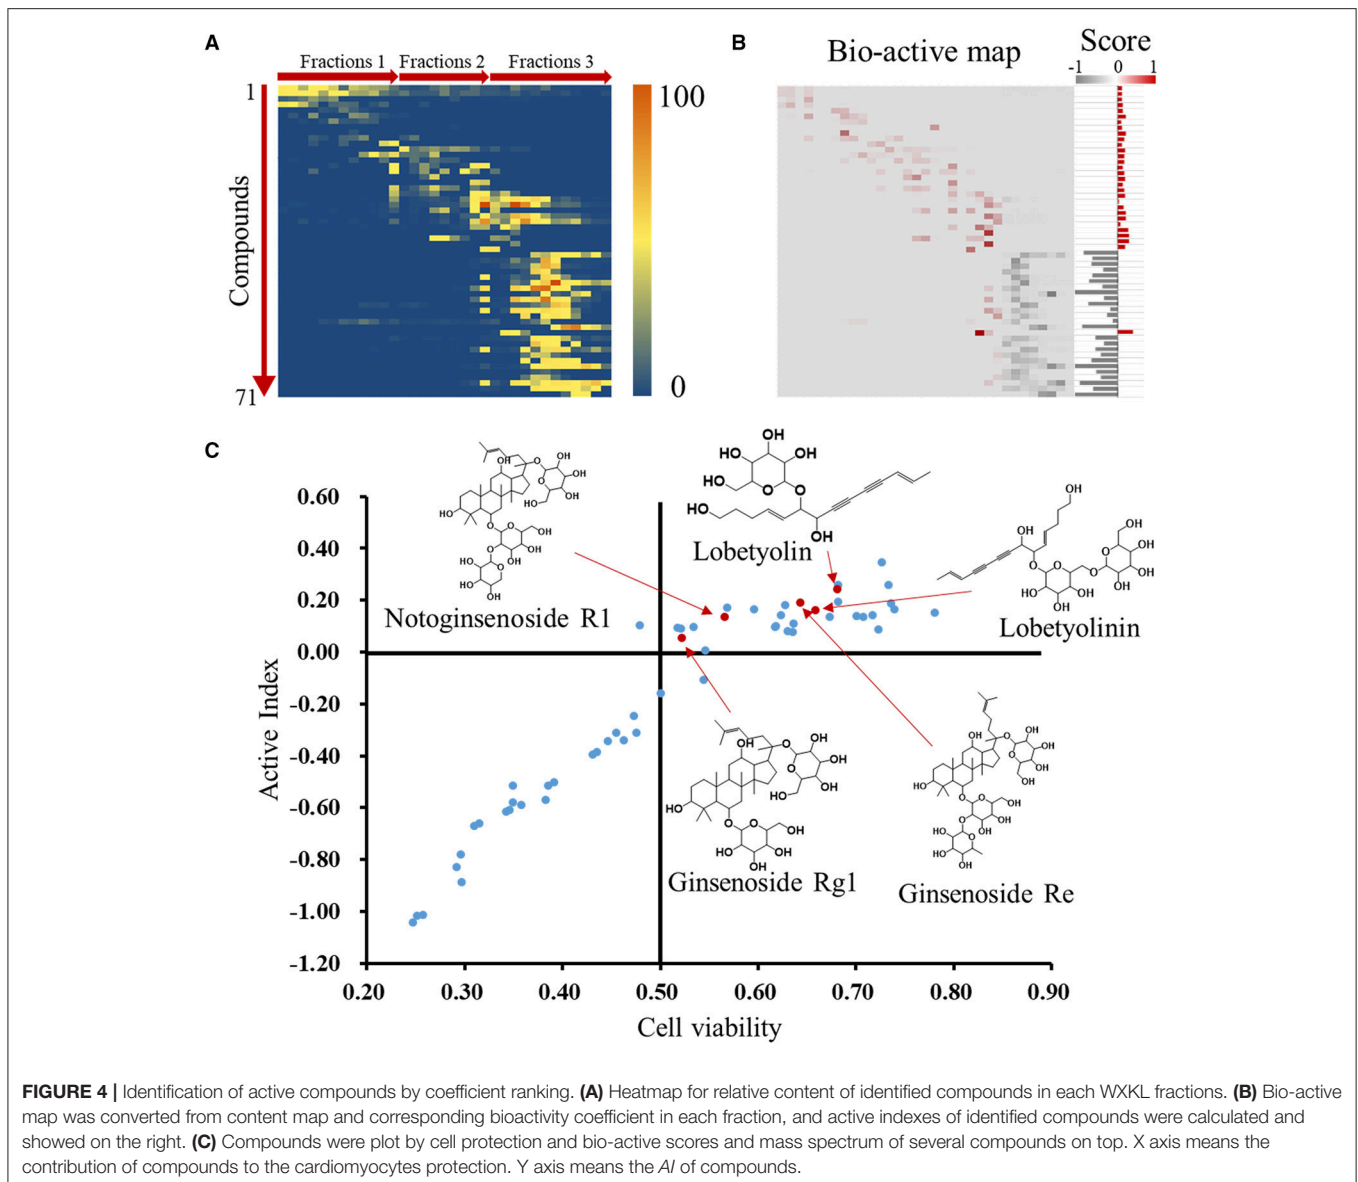 A
Fractions 1
Fractions 2
Fractions 3
1
Compounds
71
100
0
B
Bio-active map
Score
-1 0 1
C
0.60
0.40
0.20
0.00
-0.20
-0.40
-0.60
-0.80
-1.00
-1.20
Active Index
0.20 0.30 0.40 0.50 0.60 0.70 0.80 0.90
Cell viability
Notoginsenoside R1
Lobetyolin
Lobetyolinin
Ginsenoside Rg1
Ginsenoside Re
FIGURE 4 | Identification of active compounds by coefficient ranking. (A) Heatmap for relative content of identified compounds in each WXKL fractions. (B) Bio-active
map was converted from content map and corresponding bioactivity coefficient in each fraction, and active indexes of identified compounds were calculated and
showed on the right. (C) Compounds were plot by cell protection and bio-active scores and mass spectrum of several compounds on top. X axis means the
contribution of compounds to the cardiomyocytes protection. Y axis means the AI of compounds.